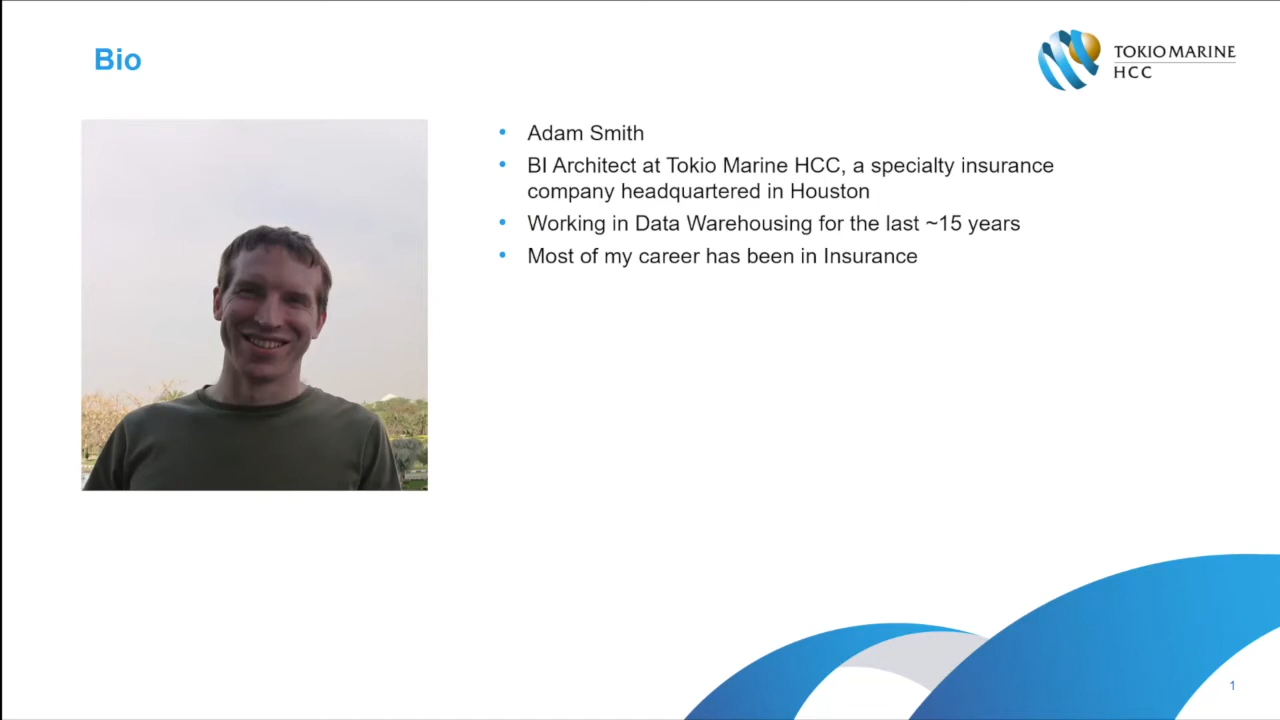 Bio
TOKIO MARINE
HCC
• Adam Smith
• BI Architect at Tokio Marine HCC, a specialty insurance
company headquartered in Houston
• Working in Data Warehousing for the last ~15 years
• Most of my career has been in Insurance
1